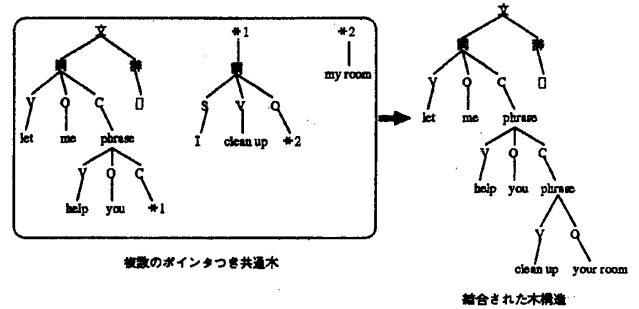 文
V O C
let me phrase
V O C
help you *1
*1
S V O
I clean up *2
*2
my room
複数のポインタつき共通木
文
V O C
let me phrase
V O C
help you phrase
V O
clean up your room
結合された木構造